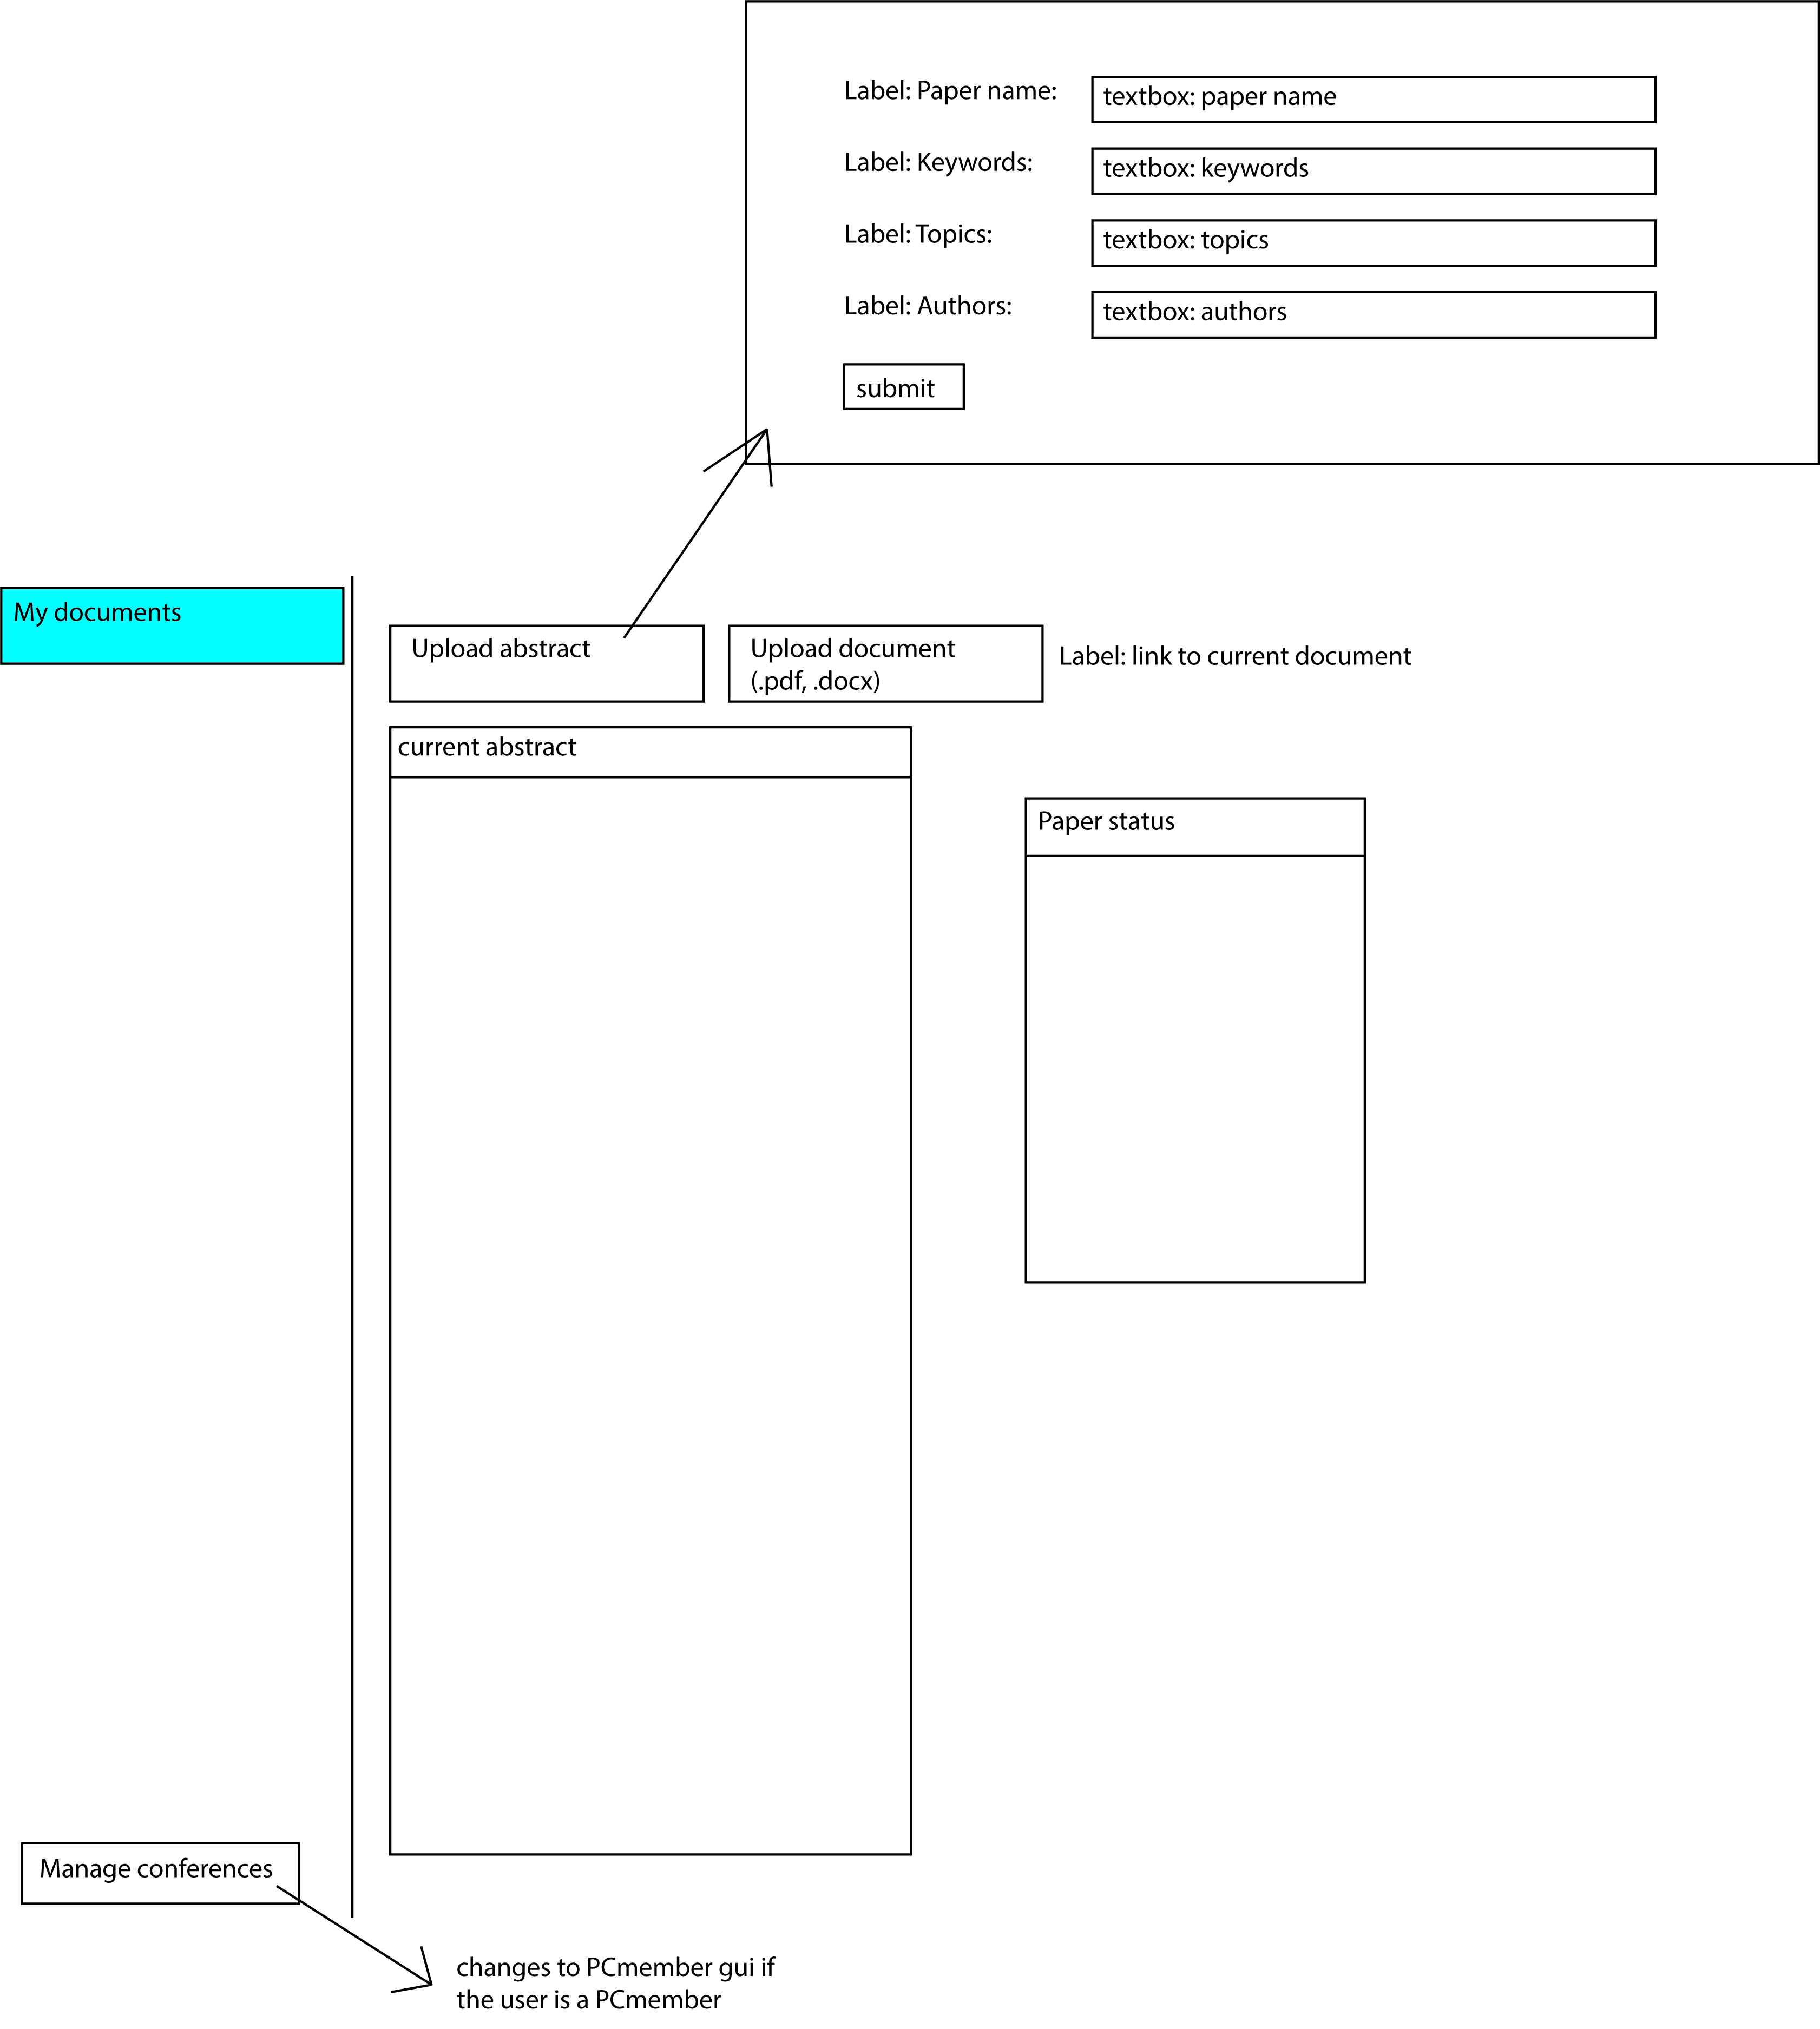 Label: Paper name:
textbox: paper name
Label: Keywords:
textbox: keywords
Label: Topics:
textbox: topics
Label: Authors:
textbox: authors
submit
My documents
Upload abstract
Upload document
(.pdf, .docx)
Label: link to current document
current abstract
Paper status
Manage conferences
changes to PCmember gui if
the user is a PCmember